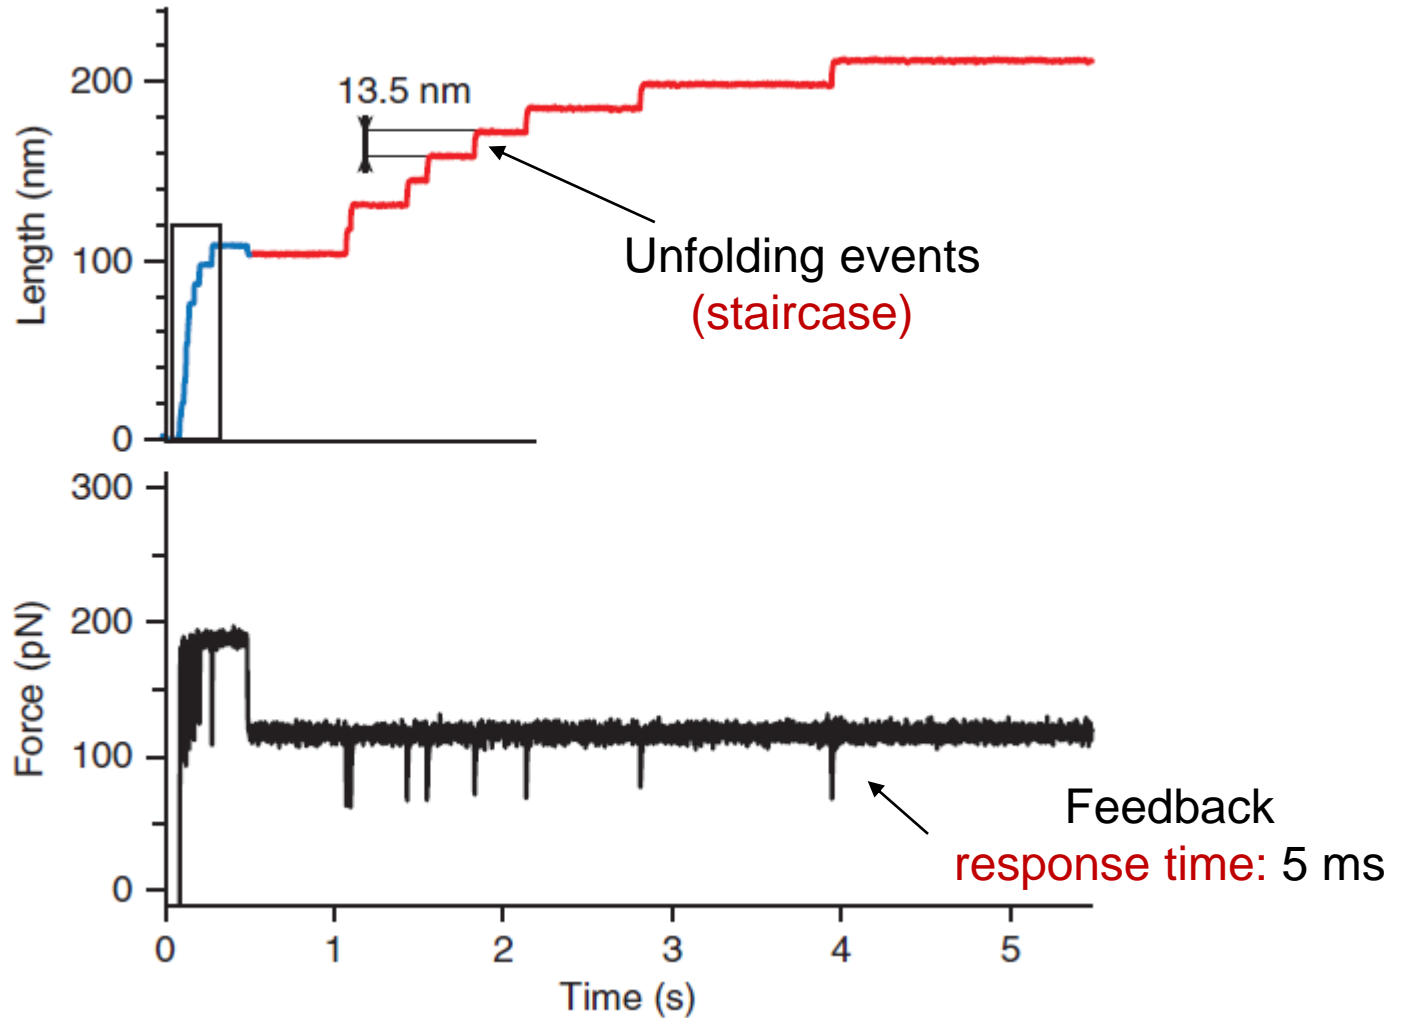 200
13.5 nm
Length (nm)
100
Unfolding events
(staircase)
0
300
200
Force (pN)
100
Feedback
response time: 5 ms
0
0 1 2 3 4 5
Time (s)